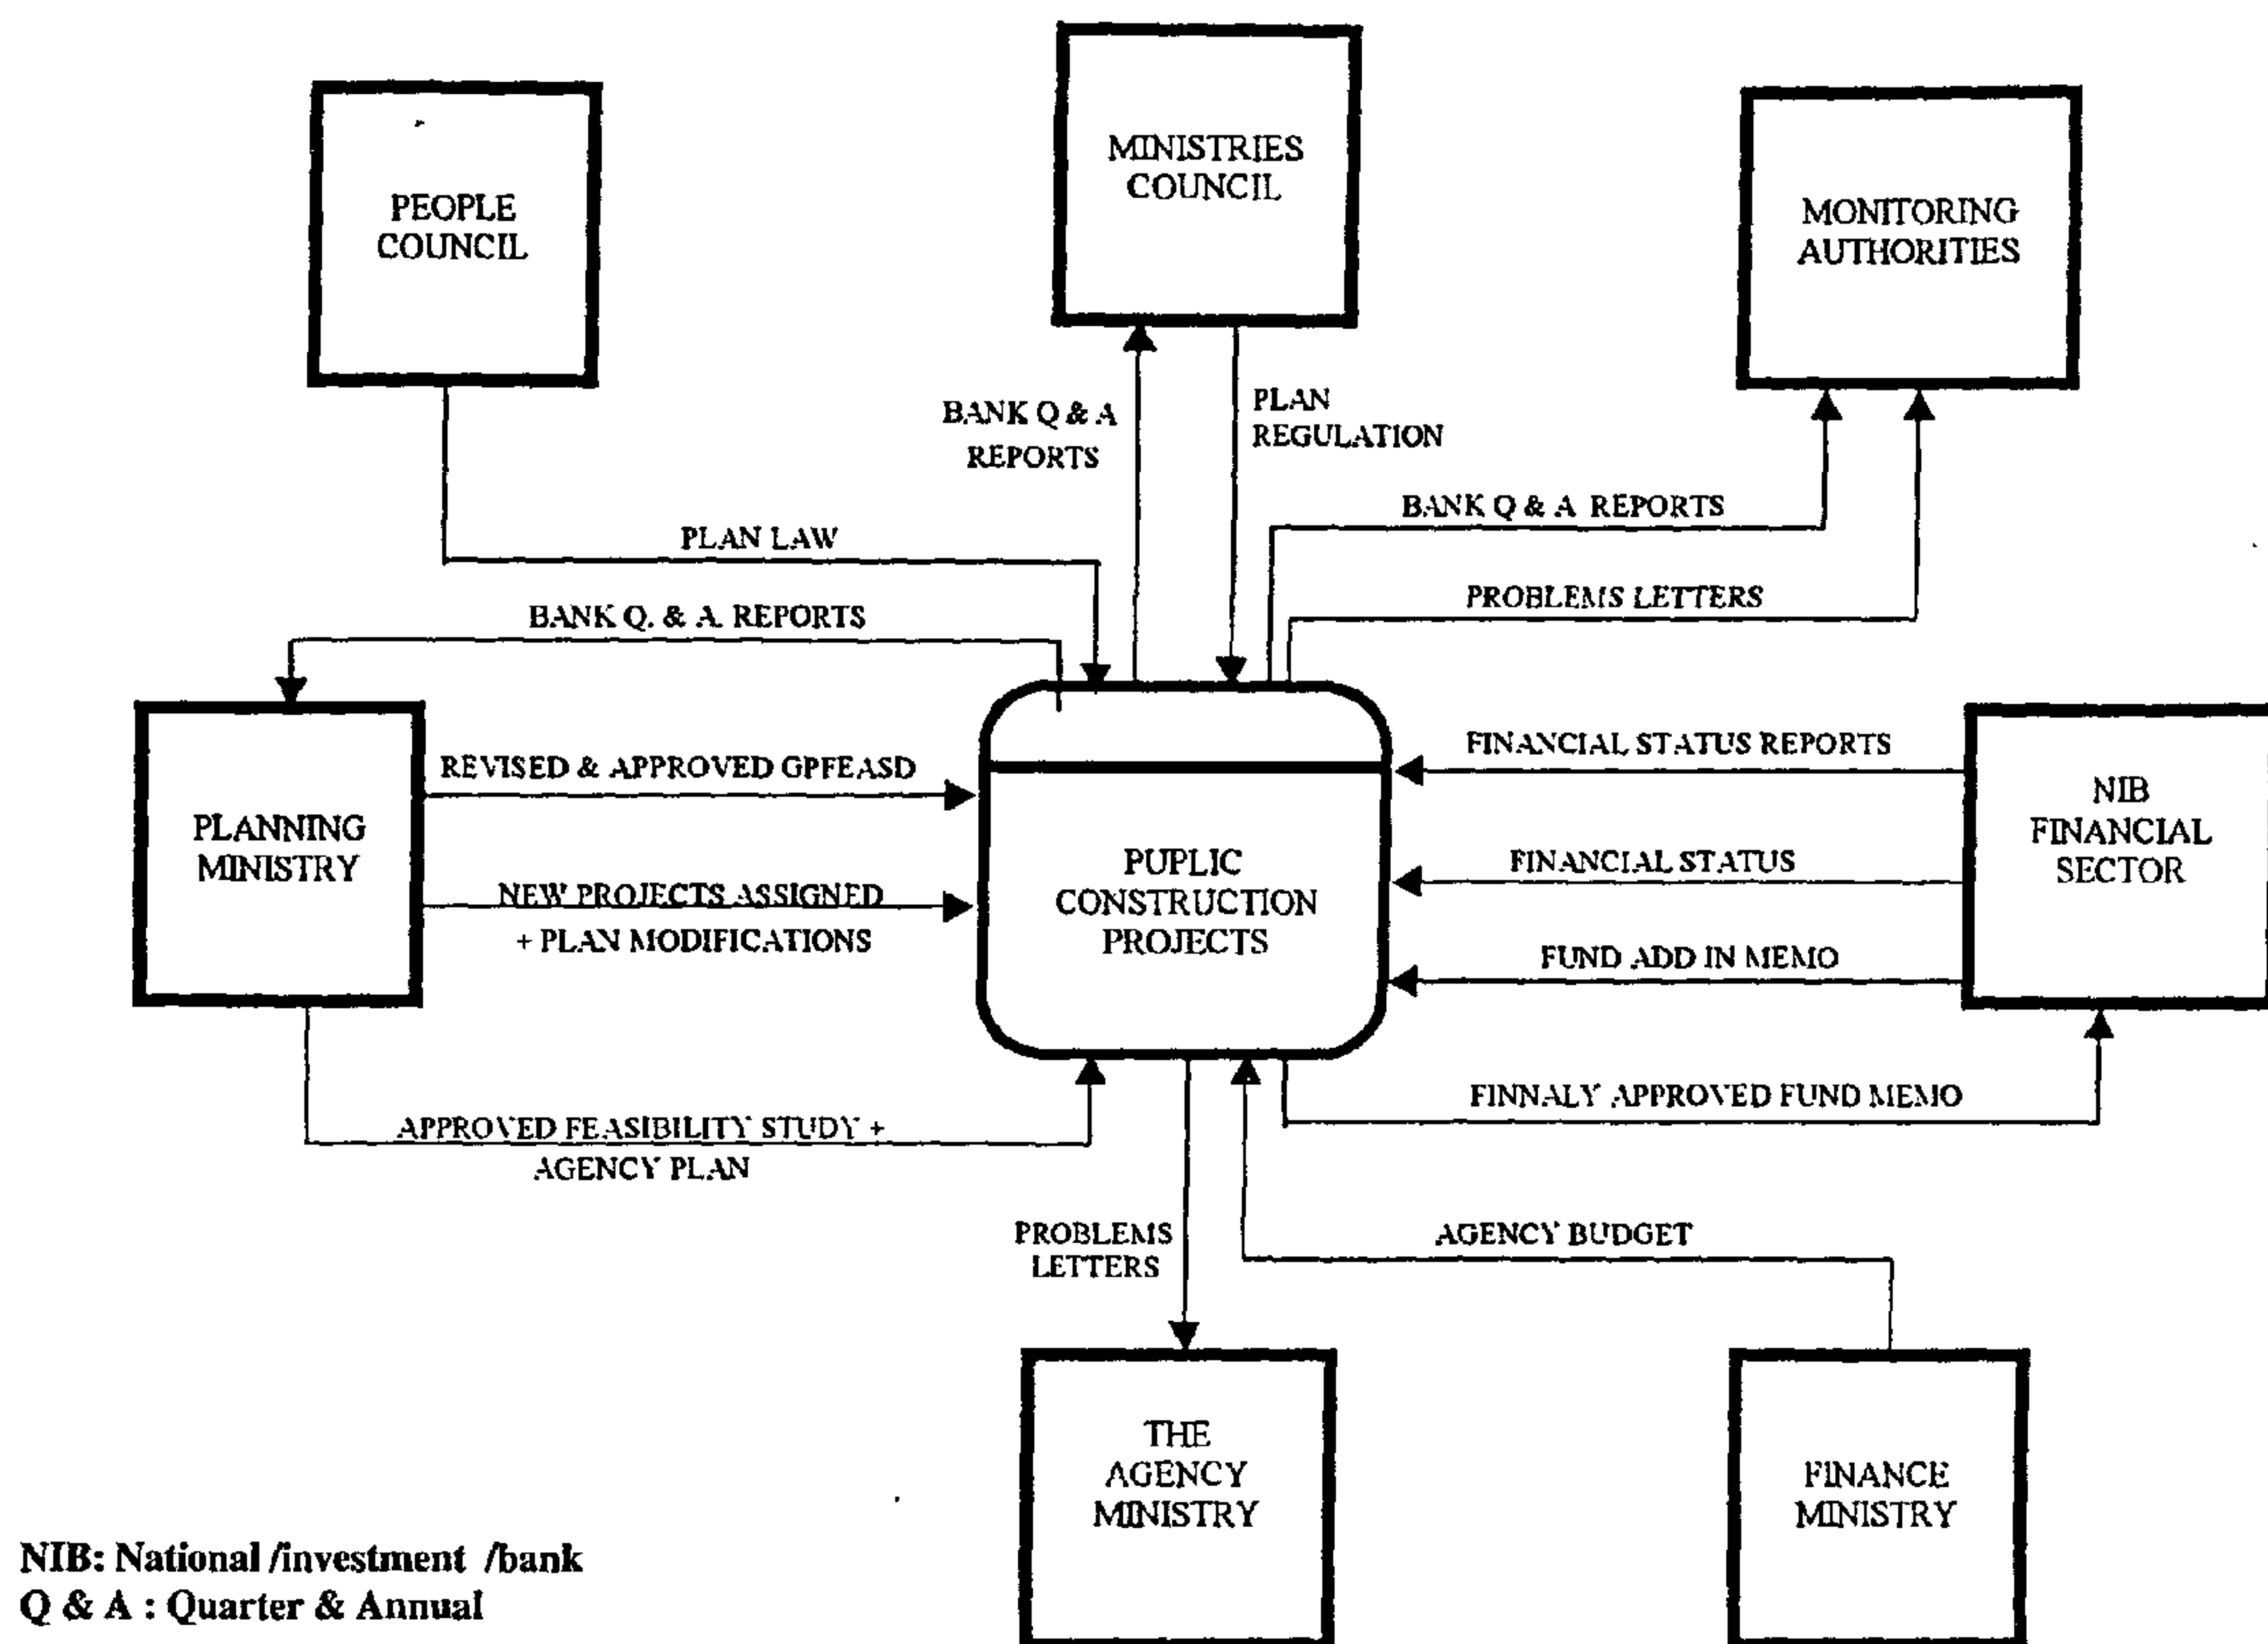 MINISTRIES
COUNCIL
PEOPLE
COUNCIL
MONITORING
AUTHORITIES
BANK Q & A
REPORTS
PLAN
REGULATION
BANK Q & A REPORTS
PLAN LAW
PROBLEMS LETTERS
BANK Q. & A. REPORTS
REVISED & APPROVED GPFEASD
FINANCIAL STATUS REPORTS
PLANNING
MINISTRY
NIB
FINANCIAL
SECTOR
PUPLIC
CONSTRUCTION
PROJECTS
FINANCIAL STATUS
NEW PROJECTS ASSIGNED
+ PLAN MODIFICATIONS
FUND ADD IN MEMO
FINNALY APPROVED FUND MEMO
APPROVED FEASIBILITY STUDY +
AGENCY PLAN
PROBLEMS
LETTERS
AGENCY BUDGET
THE
AGENCY
MINISTRY
FINANCE
MINISTRY
NIB: National /investment /bank
Q & A : Quarter & Annual